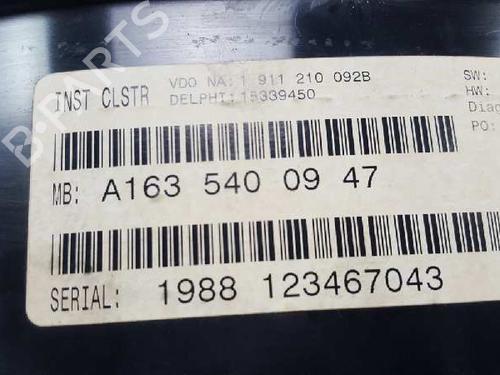 INST CLSTR
VDO NA: 1 911 210 092B
DELPHI: 15339450
SW:
HW:
Diag
PO:
MB: A163 540 09 47
SERIAL: 1988 123467043
B-PARTS